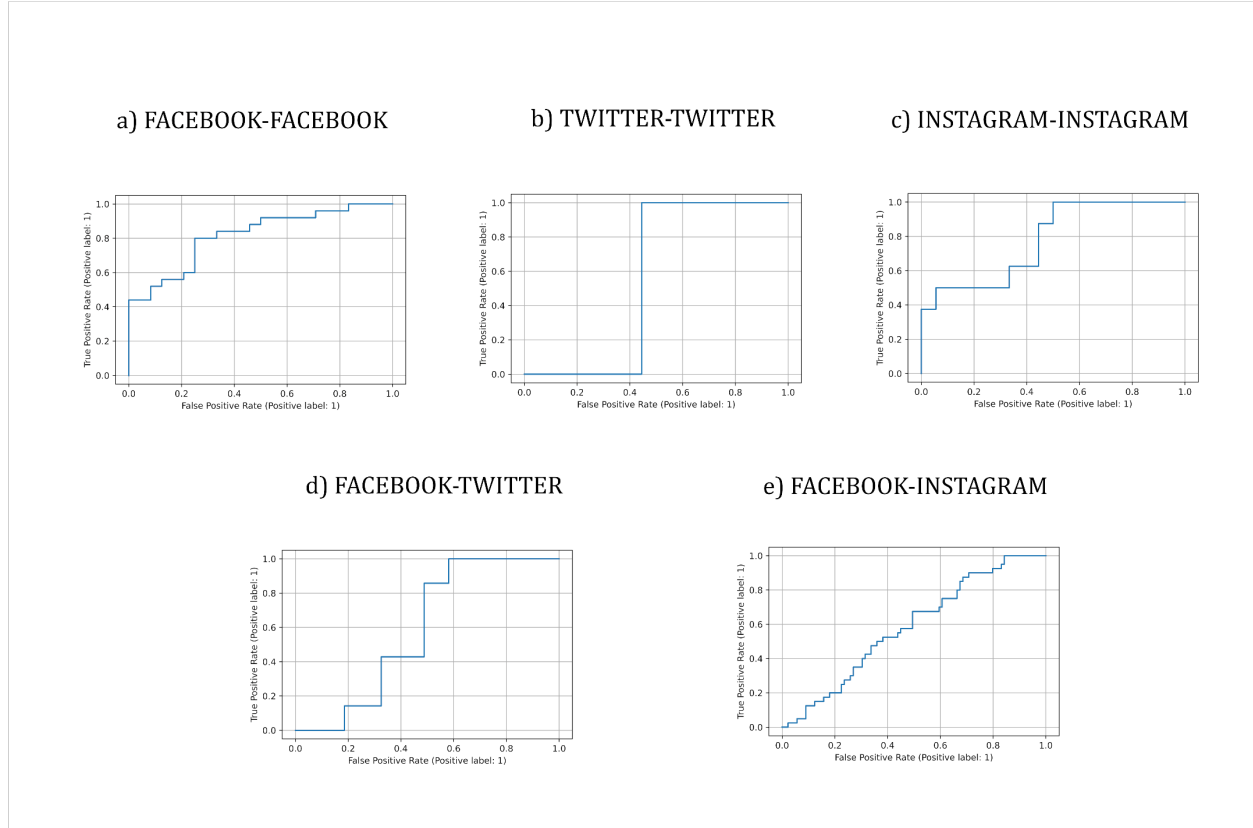 a) FACEBOOK-FACEBOOK
b) TWITTER-TWITTER
c) INSTAGRAM-INSTAGRAM
True Positive Rate (Positive label: 1)
1.0
0.8
0.6
0.4
0.2
0.0
0.0 0.2 0.4 0.6 0.8 1.0
False Positive Rate (Positive label: 1)
True Positive Rate (Positive label: 1)
1.0
0.8
0.6
0.4
0.2
0.0
0.0 0.2 0.4 0.6 0.8 1.0
False Positive Rate (Positive label: 1)
True Positive Rate (Positive label: 1)
1.0
0.8
0.6
0.4
0.2
0.0
0.0 0.2 0.4 0.6 0.8 1.0
False Positive Rate (Positive label: 1)
d) FACEBOOK-TWITTER
e) FACEBOOK-INSTAGRAM
True Positive Rate (Positive label: 1)
1.0
0.8
0.6
0.4
0.2
0.0
0.0 0.2 0.4 0.6 0.8 1.0
False Positive Rate (Positive label: 1)
True Positive Rate (Positive label: 1)
1.0
0.8
0.6
0.4
0.2
0.0
0.0 0.2 0.4 0.6 0.8 1.0
False Positive Rate (Positive label: 1)